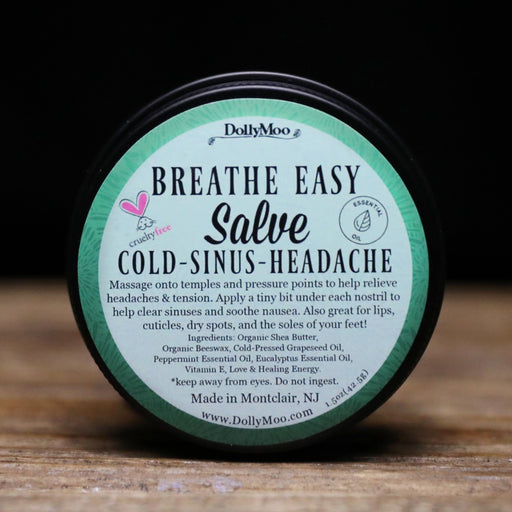 DollyMoo
BREATHE EASY
Salve
crueltyfree
ESSENTIAL
OIL
COLD-SINUS-HEADACHE
Massage onto temples and pressure points to help relieve
headaches & tension. Apply a tiny bit under each nostril to
help clear sinuses and soothe nausea. Also great for lips,
cuticles, dry spots, and the soles of your feet!
Ingredients: Organic Shea Butter,
Organic Beeswax, Cold-Pressed Grapeseed Oil,
Peppermint Essential Oil, Eucalyptus Essential Oil,
Vitamin E, Love & Healing Energy.
*keep away from eyes. Do not ingest.
Made in Montclair, NJ
1.5oz(42.5g)
www.DollyMoo.com